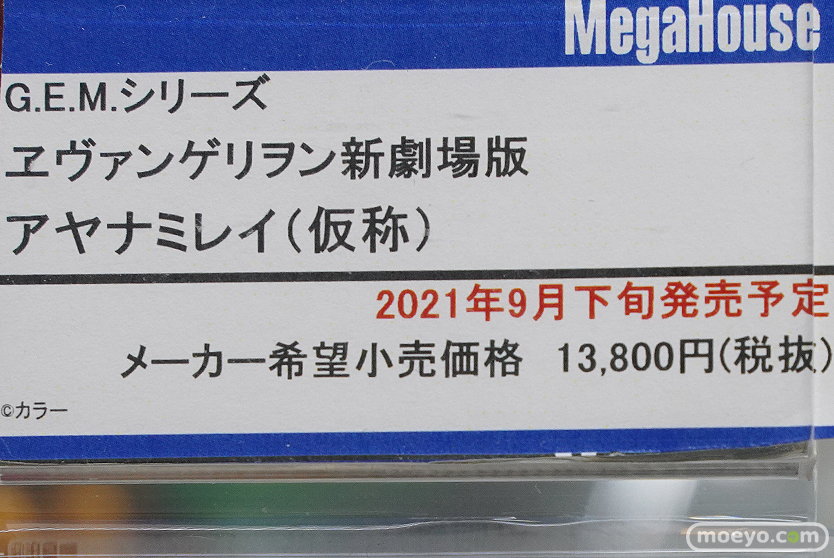 MegaHouse
G.E.M.シリーズ
ヱヴァンゲリヲン新劇場版
アヤナミレイ(仮称)
2021年9月下旬発売予定
メーカー希望小売価格 13,800円(税抜)
©カラー
moeyo.com